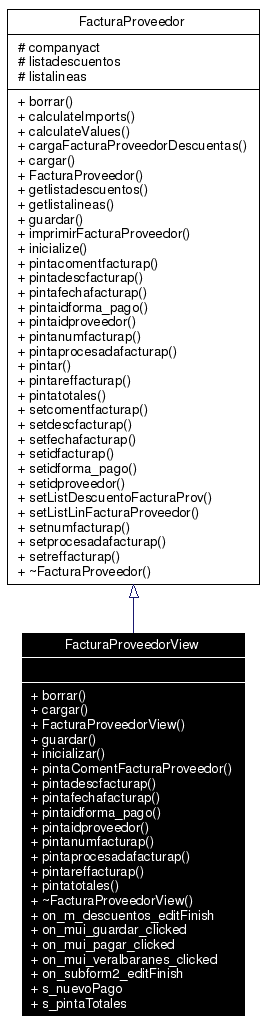 FacturaProveedor
# companyact
# listadescuentos
# listalineas
+ borrar()
+ calculateImports()
+ calculateValues()
+ cargaFacturaProveedorDescuentas()
+ cargar()
+ FacturaProveedor()
+ getlistadescuentos()
+ getlistalineas()
+ guardar()
+ imprimirFacturaProveedor()
+ inicialize()
+ pintacomentfacturap()
+ pintadescfacturap()
+ pintafechafacturap()
+ pintaidforma_pago()
+ pintaidproveedor()
+ pintanumfacturap()
+ pintaprocesadafacturap()
+ pintar()
+ pintareffacturap()
+ pintatotales()
+ setcomentfacturap()
+ setdescfacturap()
+ setfechafacturap()
+ setidfacturap()
+ setidforma_pago()
+ setidproveedor()
+ setListDescuentoFacturaProv()
+ setListLinFacturaProveedor()
+ setnumfacturap()
+ setprocesadafacturap()
+ setreffacturap()
+ ~FacturaProveedor()
FacturaProveedorView
+ borrar()
+ cargar()
+ FacturaProveedorView()
+ guardar()
+ inicializar()
+ pintaComentFacturaProveedor()
+ pintadescfacturap()
+ pintafechafacturap()
+ pintaidforma_pago()
+ pintaidproveedor()
+ pintanumfacturap()
+ pintaprocesadafacturap()
+ pintareffacturap()
+ pintatotales()
+ ~FacturaProveedorView()
+ on_m_descuentos_editFinish
+ on_mui_guardar_clicked
+ on_mui_pagar_clicked
+ on_mui_veralbaranes_clicked
+ on_subform2_editFinish
+ s_nuevoPago
+ s_pintaTotales